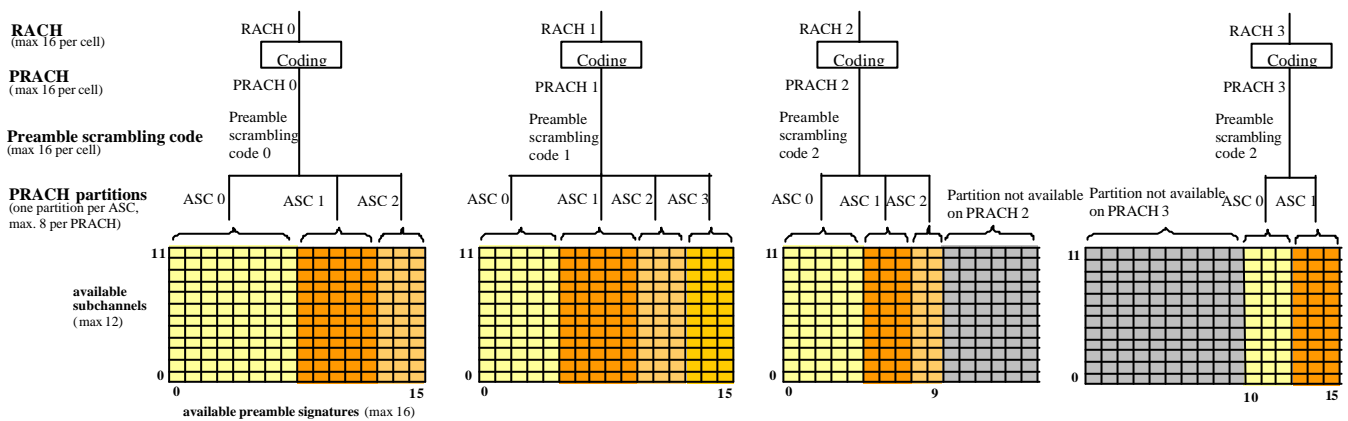 RACH
(max 16 per cell)
PRACH
(max 16 per cell)
Preamble scrambling code
(max 16 per cell)
PRACH partitions
(one partition per ASC,
max. 8 per PRACH)
available
subchannels
(max 12)
RACH 0
Coding
PRACH 0
Preamble
scrambling
code 0
ASC 0
ASC 1
ASC 2
11
0
0
15
available preamble signatures (max 16)
RACH 1
Coding
PRACH 1
Preamble
scrambling
code 1
ASC 0
ASC 1
ASC 2
ASC 3
11
0
0
15
RACH 2
Coding
PRACH 2
Preamble
scrambling
code 2
ASC 0
ASC 1
ASC 2
Partition not available
on PRACH 2
11
0
0
9
RACH 3
Coding
PRACH 3
Preamble
scrambling
code 2
Partition not available
on PRACH 3
ASC 0
ASC 1
11
0
10
15